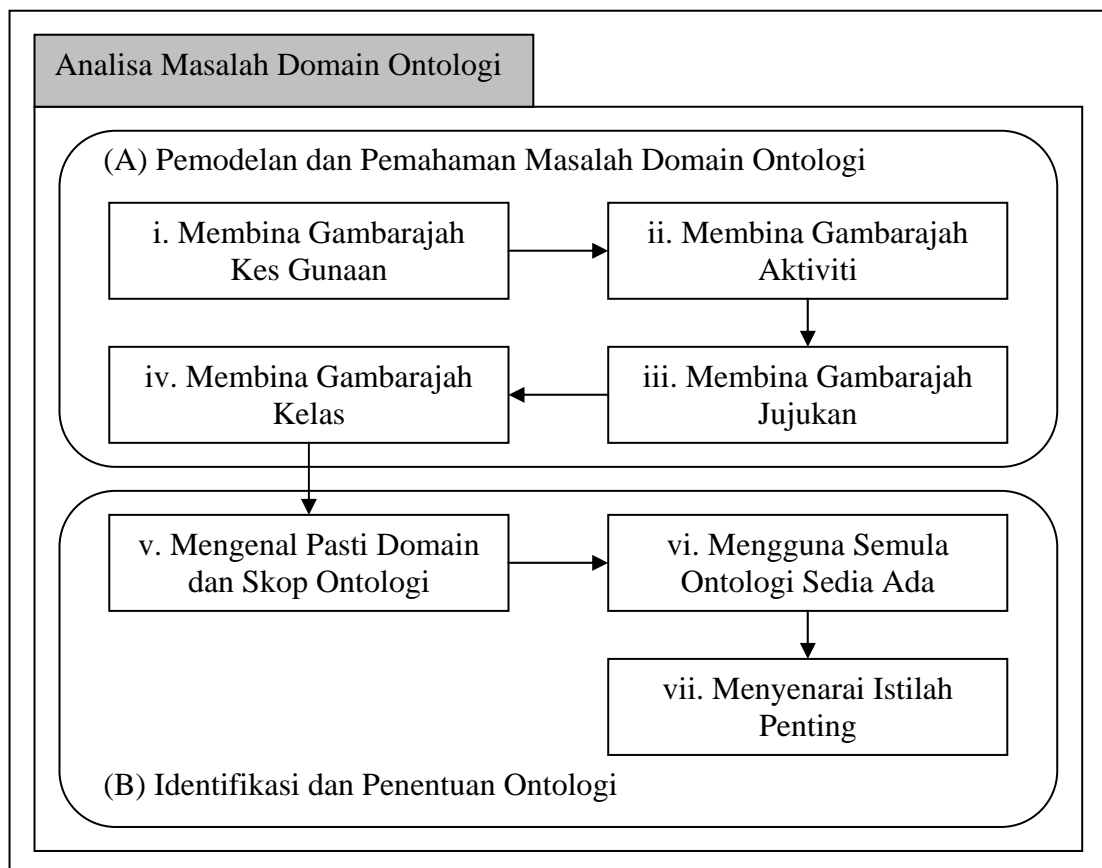 Analisa Masalah Domain Ontologi
(A) Pemodelan dan Pemahaman Masalah Domain Ontologi
i. Membina Gambarajah
Kes Gunaan
ii. Membina Gambarajah
Aktiviti
iv. Membina Gambarajah
Kelas
iii. Membina Gambarajah
Jujukan
v. Mengenal Pasti Domain
dan Skop Ontologi
vi. Mengguna Semula
Ontologi Sedia Ada
vii. Menyenarai Istilah
Penting
(B) Identifikasi dan Penentuan Ontologi